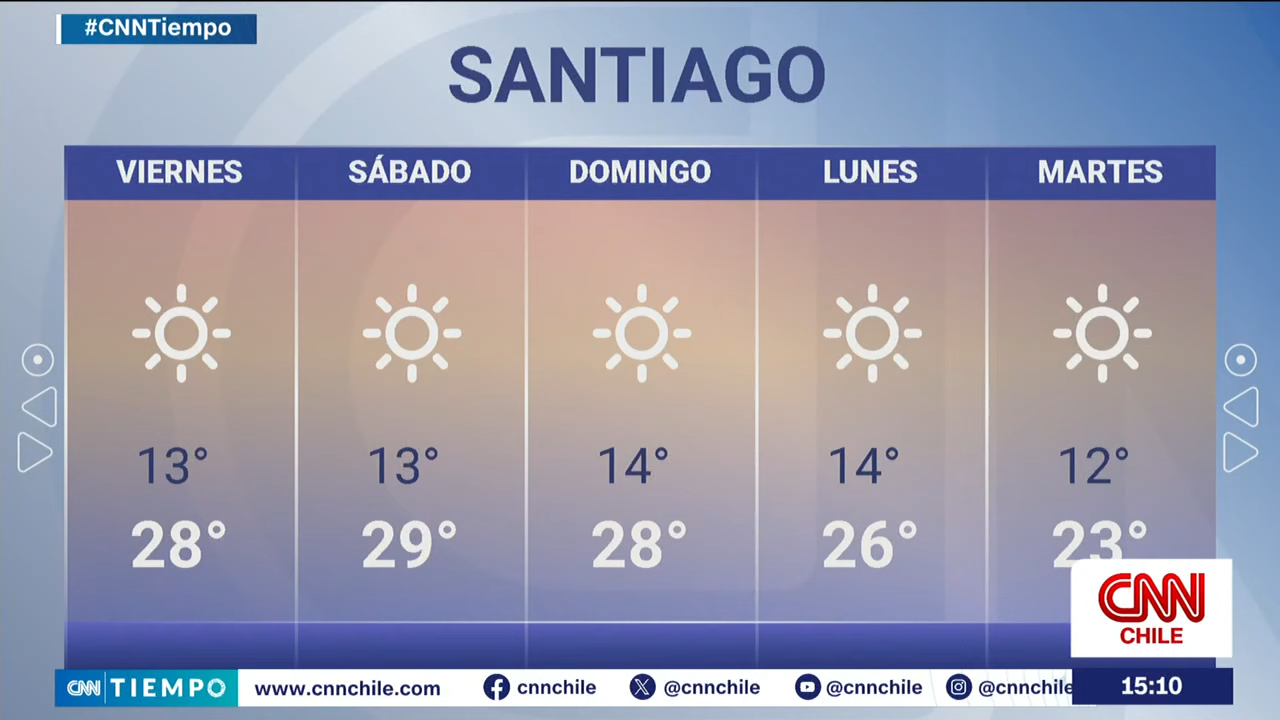 #CNNTiempo
SANTIAGO
VIERNES SÁBADO DOMINGO LUNES MARTES
13° 13° 14° 14° 12°
28° 29° 28° 26° 23°
CNN
CHILE
CNN TIEMPO www.cnnchile.com cnnchile @cnnchile @cnnchile @cnnchile 15:10